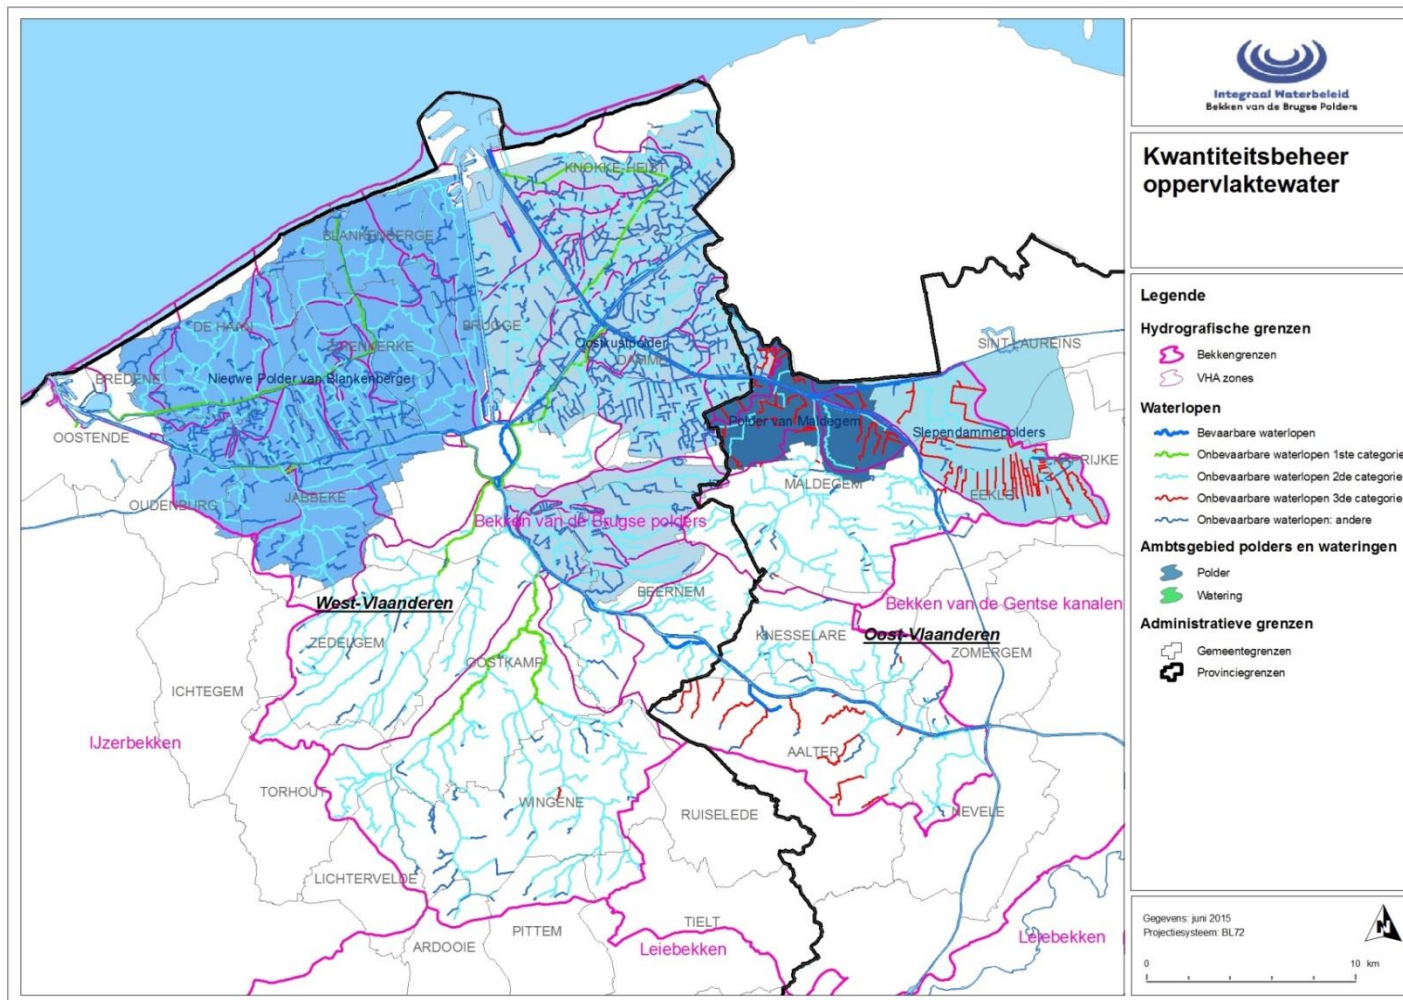 KNOKKE-HEIST
BLANKENBERGE
DE HAAN
ZUIENKERKE
BRUGGE
Oostkustpolder
DAMME
SINT-LAUREINS
BREDENE
Nieuwe Polder van Blankenberge
OOSTENDE
Polder van Maldegem
Slependammepolders
KAPRIJKE
OUDENBURG
JABBEKE
MALDEGEM
EEKLO
Bekken van de Brugse polders
West-Vlaanderen
BEERNEM
Bekken van de Gentse kanalen
ZEDELGEM
KNESSELARE
Oost-Vlaanderen
ZOMERGEM
OOSTKAMP
ICHTEGEM
IJzerbekken
AALTER
TORHOUT
WINGENE
RUISELEDE
NEVELE
LICHTERVELDE
TIELT
PITTEM
ARDOOIE
Leiebekken
Leiebekken
Integraal Waterbeleid
Bekken van de Brugse Polders
Kwantiteitsbeheer
oppervlaktewater
Legende
Hydrografische grenzen
Bekkengrenzen
VHA zones
Waterlopen
Bevaarbare waterlopen
Onbevaarbare waterlopen 1ste categorie
Onbevaarbare waterlopen 2de categorie
Onbevaarbare waterlopen 3de categorie
Onbevaarbare waterlopen: andere
Ambtsgebied polders en wateringen
Polder
Watering
Administratieve grenzen
Gemeentegrenzen
Provinciegrenzen
Gegevens: juni 2015
Projectiesysteem: BL72
N
0 10 km